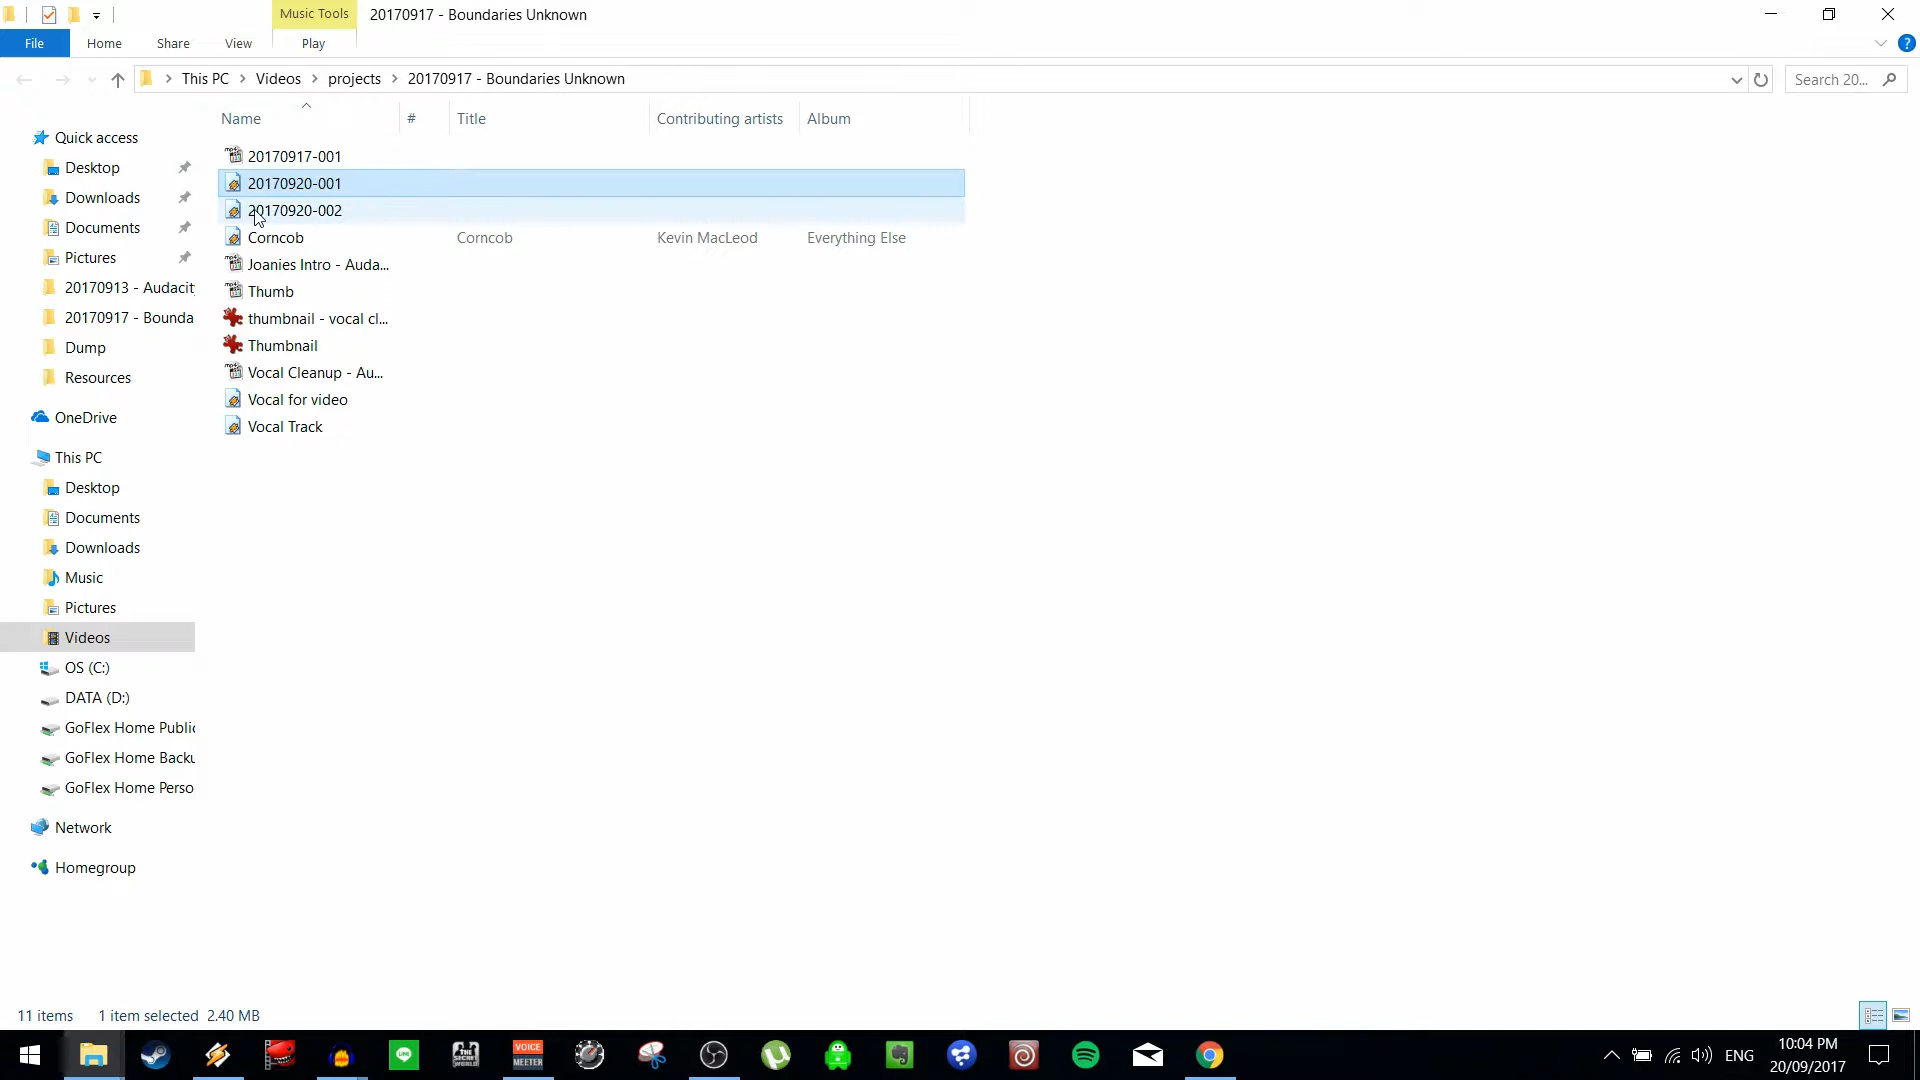 Music Tools
20170917 - Boundaries Unknown
File
Home
Share
View
Play
This PC
Videos
projects
20170917 - Boundaries Unknown
Search 20...
Name
#
Title
Contributing artists
Album
Quick access
Desktop
Downloads
Documents
Pictures
20170913 - Audacit
20170917 - Bounda
Dump
Resources
OneDrive
This PC
Desktop
Documents
Downloads
Music
Pictures
Videos
OS (C:)
DATA (D:)
GoFlex Home Public
GoFlex Home Backu
GoFlex Home Perso
Network
Homegroup
20170917-001
20170920-001
20170920-002
Corncob Corncob Kevin MacLeod Everything Else
Joanies Intro - Auda...
Thumb
thumbnail - vocal cl...
Thumbnail
Vocal Cleanup - Au...
Vocal for video
Vocal Track
11 items
1 item selected 2.40 MB
LINE
THE SECRET WORLD
VOICE MEETER
ENG
10:04 PM
20/09/2017